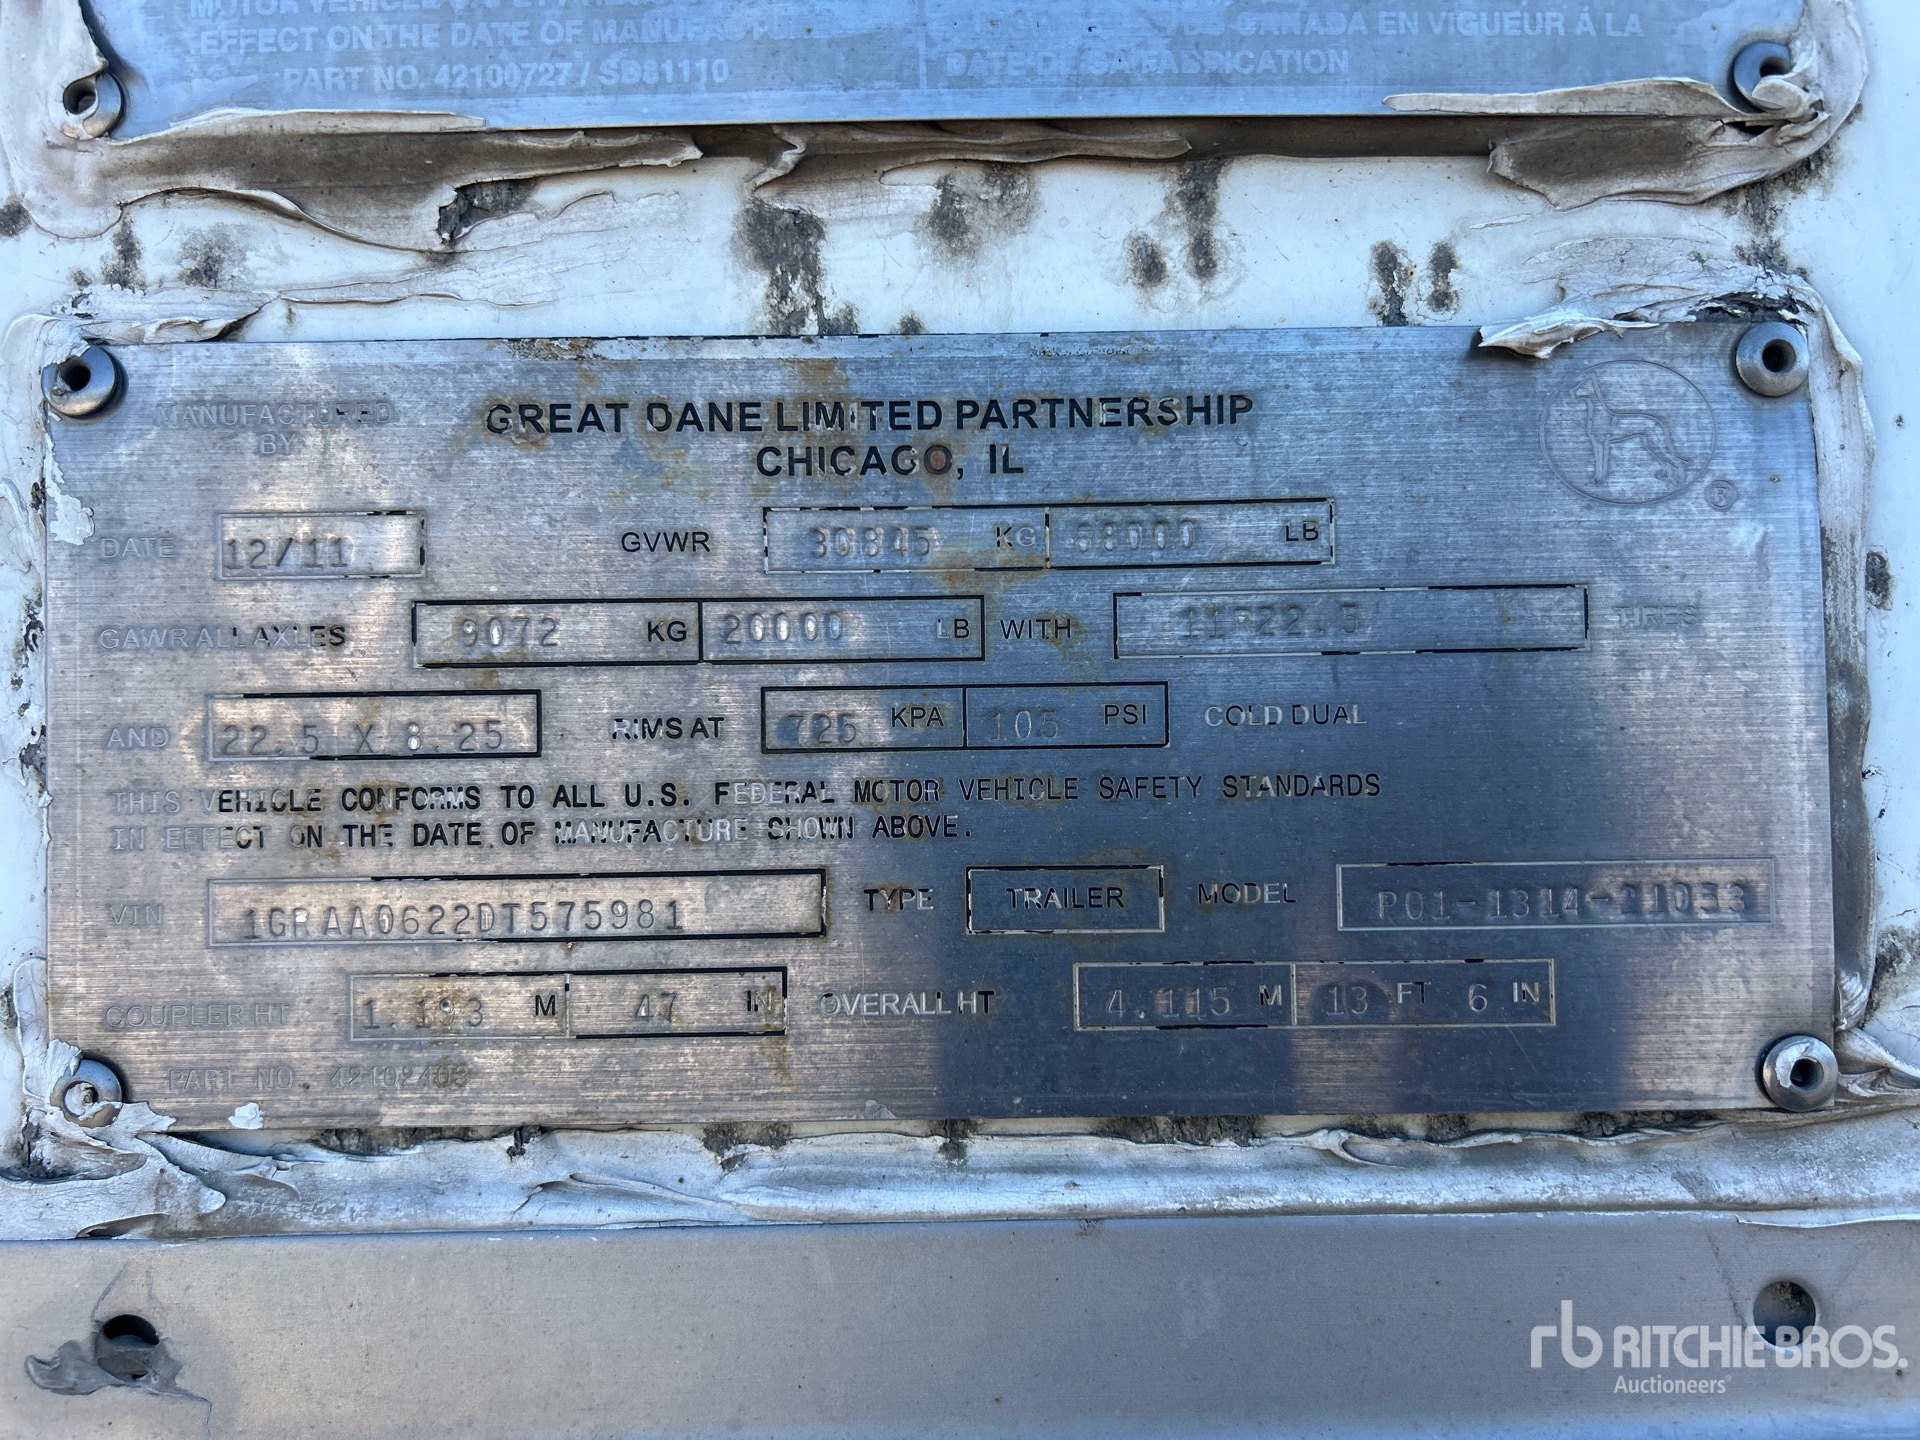 EFFECT ON THE DATE OF MANUFACTURE
CANADA EN VIGUEUR À LA
PART NO. 42100727 / SD81110
DATE DE SA FABRICATION
MANUFACTURED BY
GREAT DANE LIMITED PARTNERSHIP
CHICAGO, IL
®
DATE 12/11 GVWR 30845 KG 68000 LB
GAWR ALL AXLES 9072 KG 20000 LB WITH 11R22.5 TIRES
AND 22.5 X 8.25 RIMS AT 725 KPA 105 PSI COLD DUAL
THIS VEHICLE CONFORMS TO ALL U.S. FEDERAL MOTOR VEHICLE SAFETY STANDARDS
IN EFFECT ON THE DATE OF MANUFACTURE SHOWN ABOVE.
VIN 1GRAA0622DT575981 TYPE TRAILER MODEL
COUPLER HT 1.193 M 47 IN OVERALL HT 4.115 M 13 FT 6 IN
PART NO. 42102403
rb RITCHIE BROS.
Auctioneers